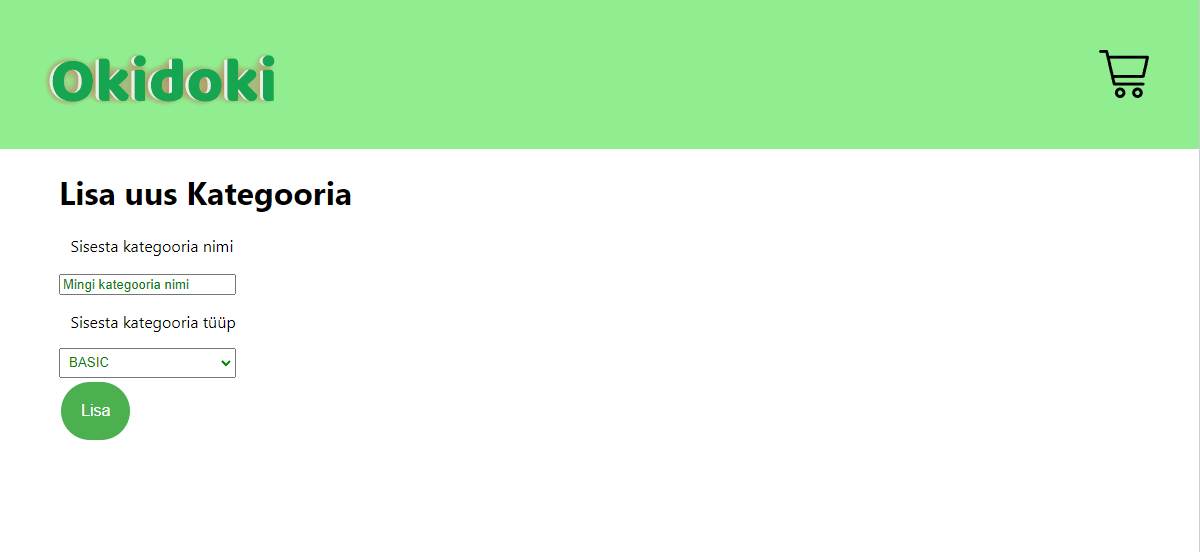 Okidoki
Lisa uus Kategooria
Sisesta kategooria nimi
Mingi kategooria nimi
Sisesta kategooria tüüp
BASIC
Lisa